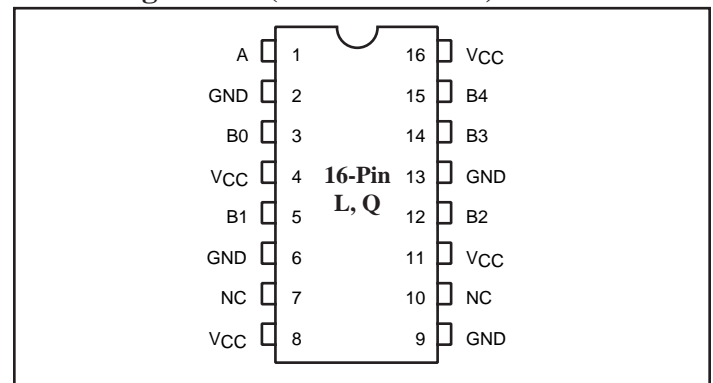 A 1 16 VCC
GND 2 15 B4
B0 3 14 B3
VCC 4 16-Pin 13 GND
L, Q
B1 5 12 B2
GND 6 11 VCC
NC 7 10 NC
VCC 8 9 GND